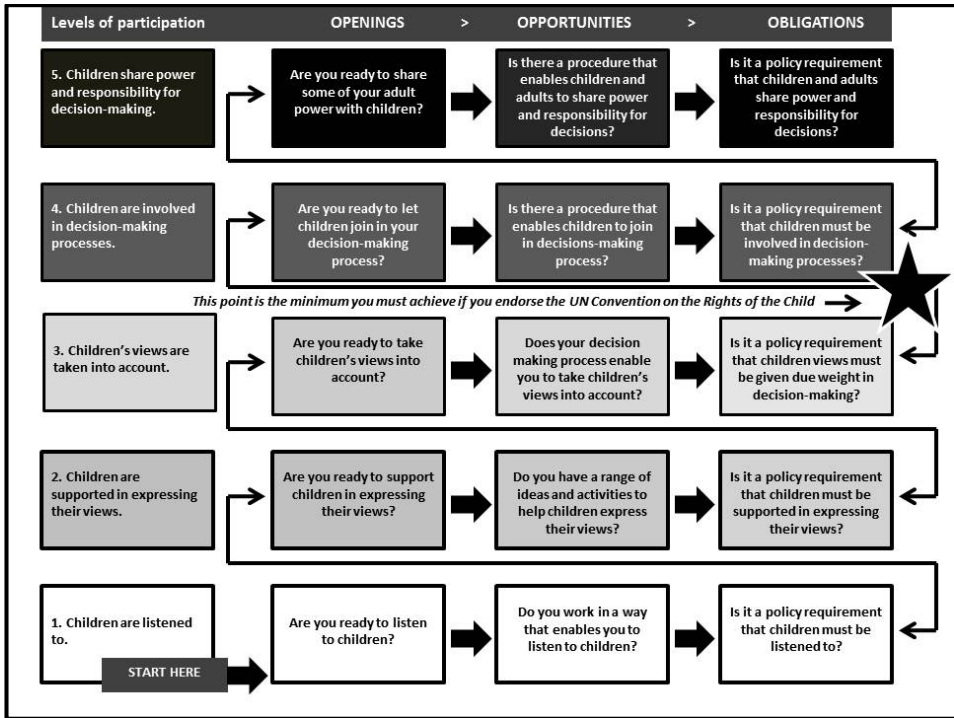 Levels of participation OPENINGS > OPPORTUNITIES > OBLIGATIONS
5. Children share power
and responsibility for
decision-making.
Are you ready to share
some of your adult
power with children?
Is there a procedure that
enables children and
adults to share power
and responsibility for
decisions?
Is it a policy requirement
that children and adults
share power and
responsibility for
decisions?
4. Children are involved
in decision-making
processes.
Are you ready to let
children join in your
decision-making
process?
Is there a procedure that
enables children to join
in decisions-making
process?
Is it a policy requirement
that children must be
involved in decision-
making processes?
This point is the minimum you must achieve if you endorse the UN Convention on the Rights of the Child
3. Children’s views are
taken into account.
Are you ready to take
children’s views into
account?
Does your decision
making process enable
you to take children’s
views into account?
Is it a policy requirement
that children views must
be given due weight in
decision-making?
2. Children are
supported in expressing
their views.
Are you ready to support
children in expressing
their views?
Do you have a range of
ideas and activities to
help children express
their views?
Is it a policy requirement
that children must be
supported in expressing
their views?
1. Children are listened
to.
START HERE
Are you ready to listen
to children?
Do you work in a way
that enables you to
listen to children?
Is it a policy requirement
that children must be
listened to?